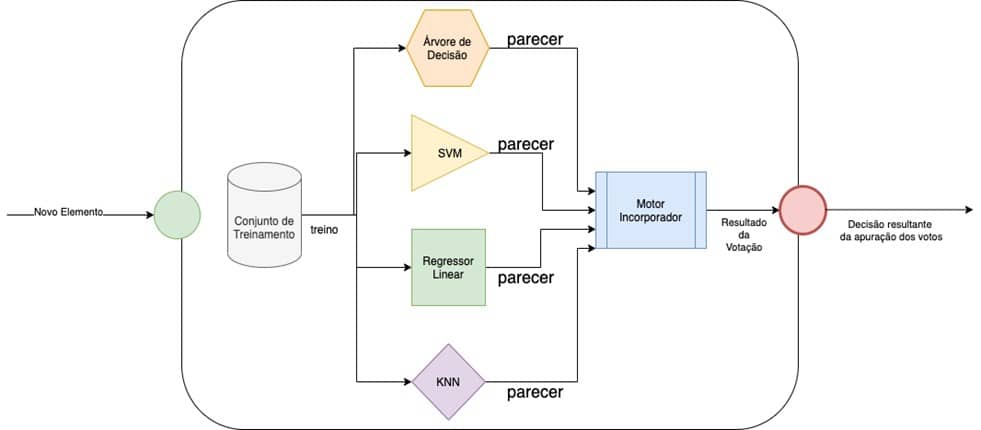 Árvore de
Decisão
parecer
SVM
parecer
Novo Elemento
Conjunto de
Treinamento
treino
Motor
Incorporador
Resultado
da
Votação
Decisão resultante
da apuração dos votos
Regressor
Linear
parecer
KNN
parecer